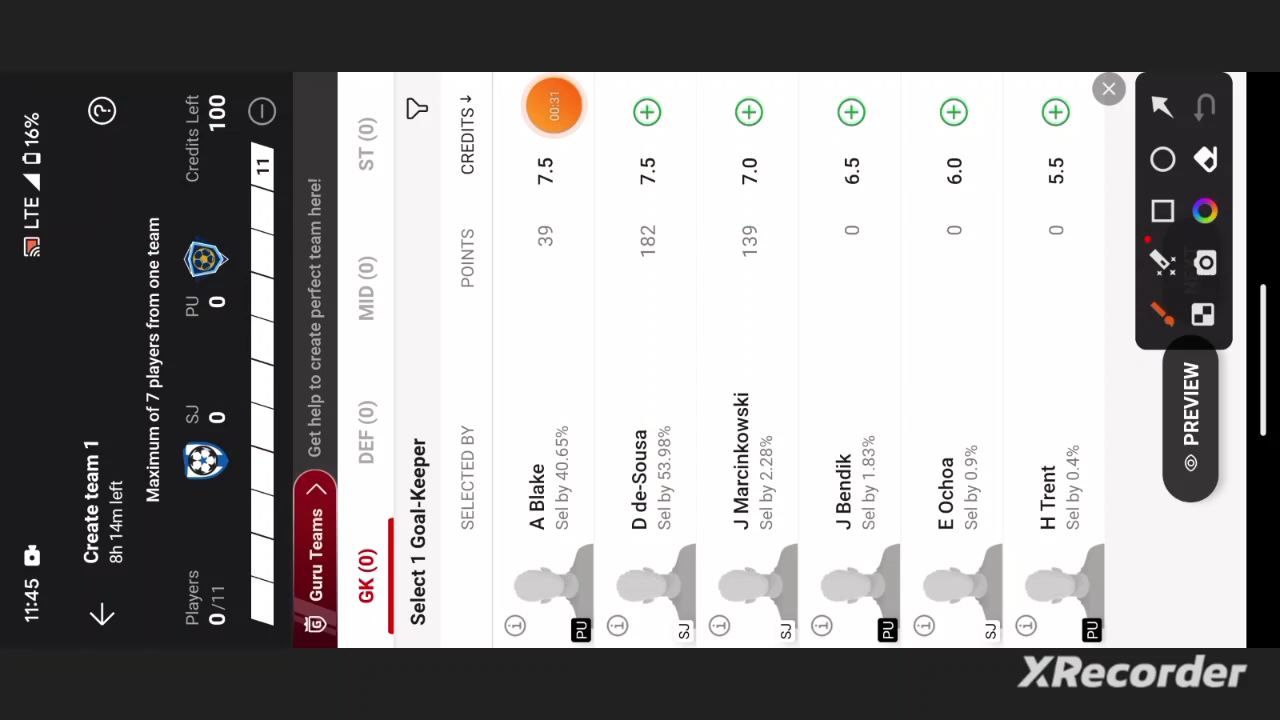 11:45
LTE 16%
Create team 1
8h 14m left
Maximum of 7 players from one team
Players
0/11
SJ
0
PU
0
Credits Left
100
11
Guru Teams
Get help to create perfect team here!
GK (0)
DEF (0)
MID (0)
ST (0)
Select 1 Goal-Keeper
SELECTED BY
POINTS
CREDITS
PU
A Blake
Sel by 40.65%
39
7.5
00:31
SJ
D de-Sousa
Sel by 53.98%
182
7.5
SJ
J Marcinkowski
Sel by 2.28%
139
7.0
PU
J Bendik
Sel by 1.83%
0
6.5
SJ
E Ochoa
Sel by 0.9%
0
6.0
PU
H Trent
Sel by 0.4%
0
5.5
PREVIEW
XRecorder